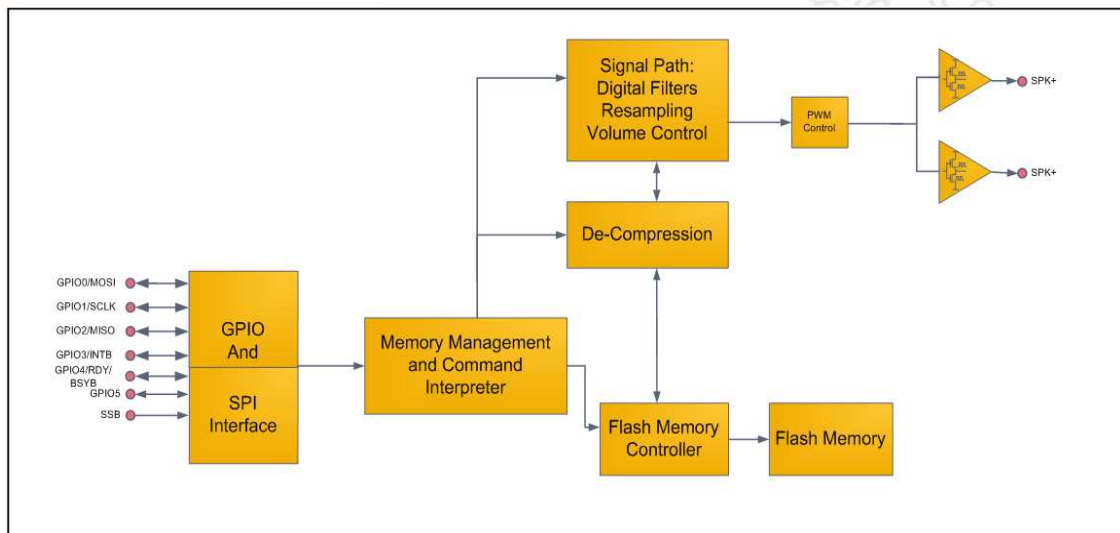 Signal Path:
Digital Filters
Resampling
Volume Control
PWM
Control
SPK+
SPK+
De-Compression
GPIO0/MOSI
GPIO1/SCLK
GPIO2/MISO
GPIO3/INTB
GPIO4/RDY/
BSYB
GPIO5
SSB
GPIO
And
SPI
Interface
Memory Management
and Command
Interpreter
Flash Memory
Controller
Flash Memory